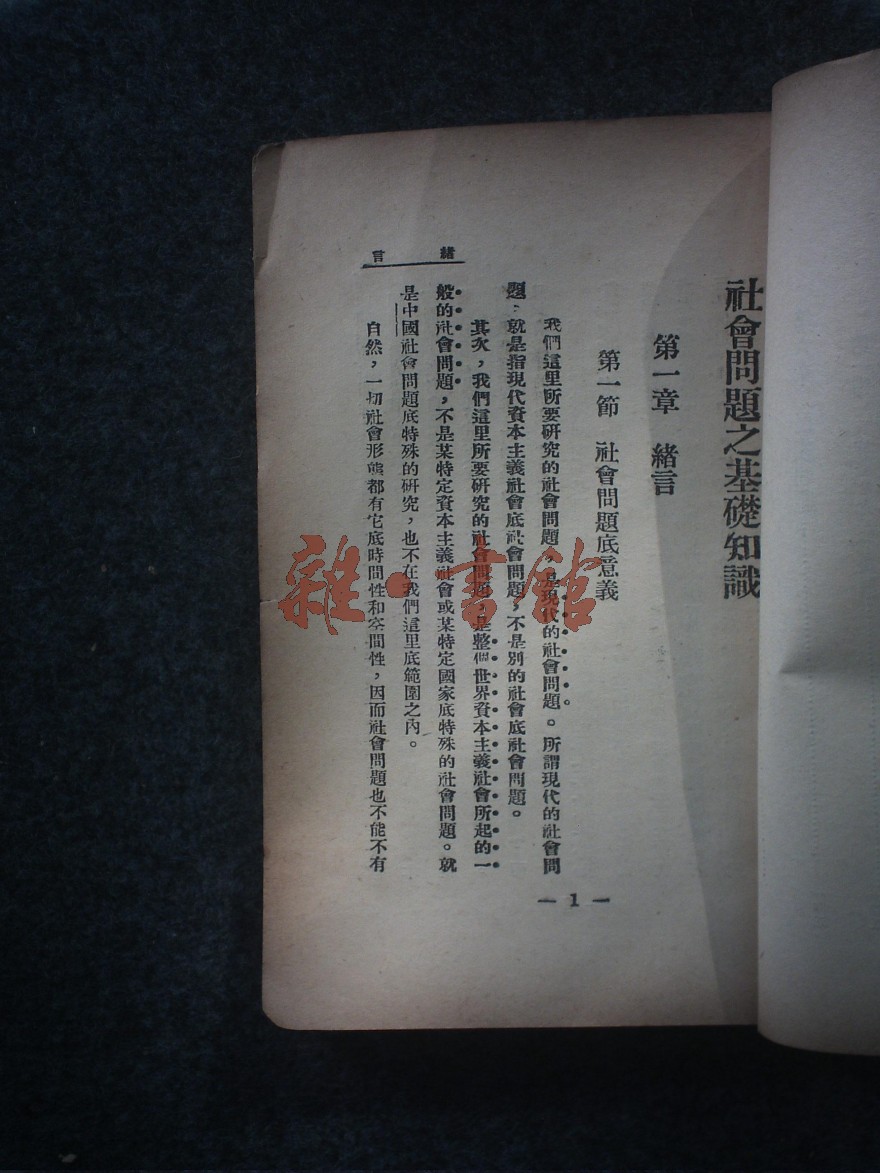 社會問題之基礎知識
第一章　緒言
第一節　社會問題底意義
我們這里所要研究的社會問題，是現代的社會問題。所謂現代的社會問
題，就是指現代資本主義社會底社會問題，不是別的社會底社會問題。
其次，我們這里所要研究的社會問題，是整個世界資本主義社會所起的一
般的社會問題，不是某特定資本主義社會或某特定國家底特殊的社會問題。就
是中國社會問題底特殊的研究，也不在我們這里底範圍之內。
自然，一切社會形態都有它底時間性和空間性，因而社會問題也不能不有
緒言
— 1 —
雜·書館